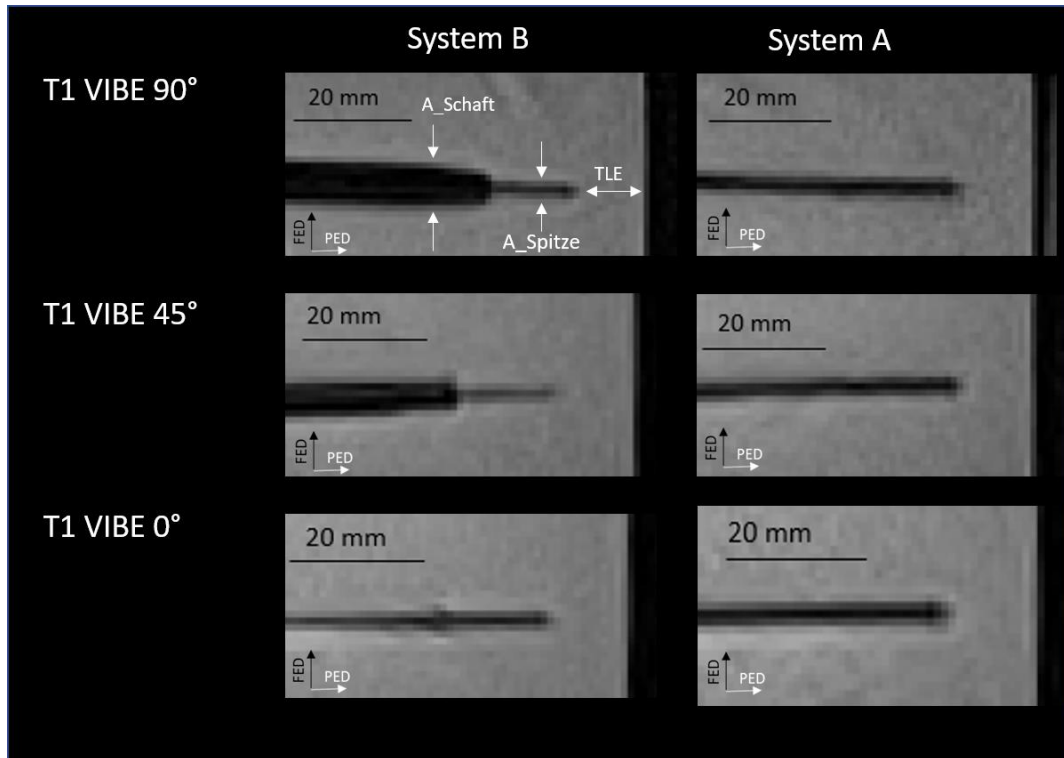 System B
System A
T1 VIBE 90°
20 mm
A_Schaft
TLE
A_Spitze
FED
PED
20 mm
FED
PED
T1 VIBE 45°
20 mm
FED
PED
20 mm
FED
PED
T1 VIBE 0°
20 mm
FED
PED
20 mm
FED
PED